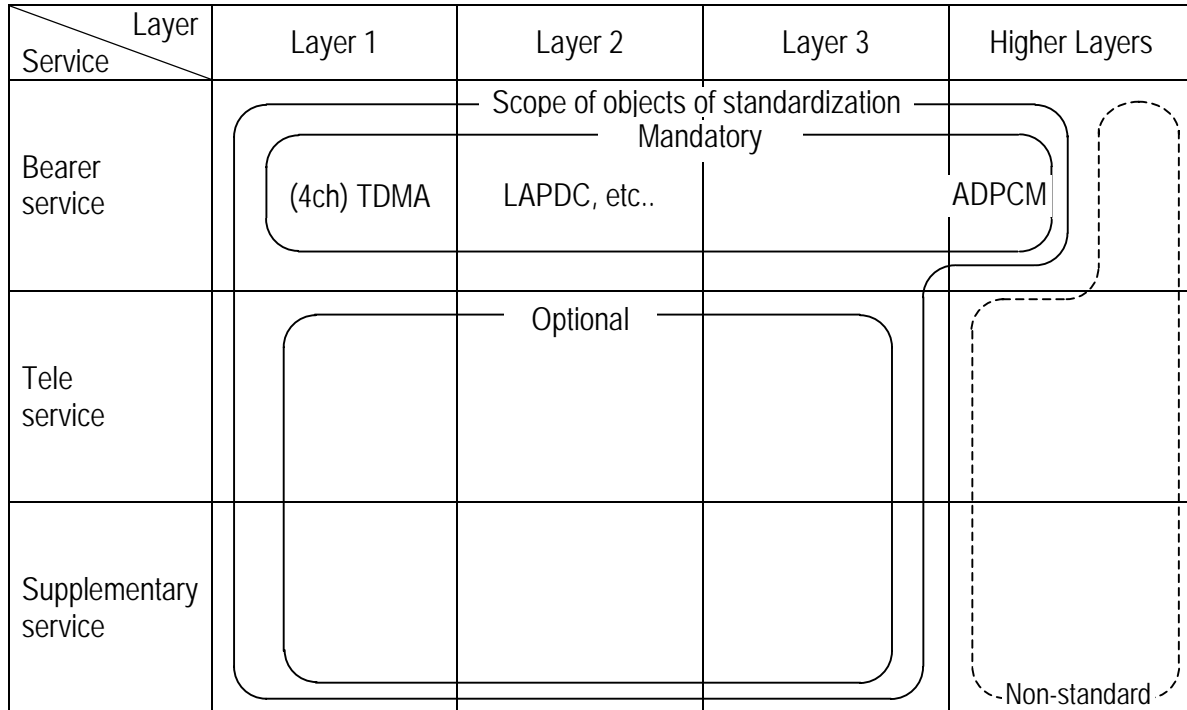 Layer
Service
Layer 1
Layer 2
Layer 3
Higher Layers
Scope of objects of standardization
Mandatory
Bearer
service
(4ch) TDMA
LAPDC, etc..
ADPCM
Optional
Tele
service
Supplementary
service
Non-standard